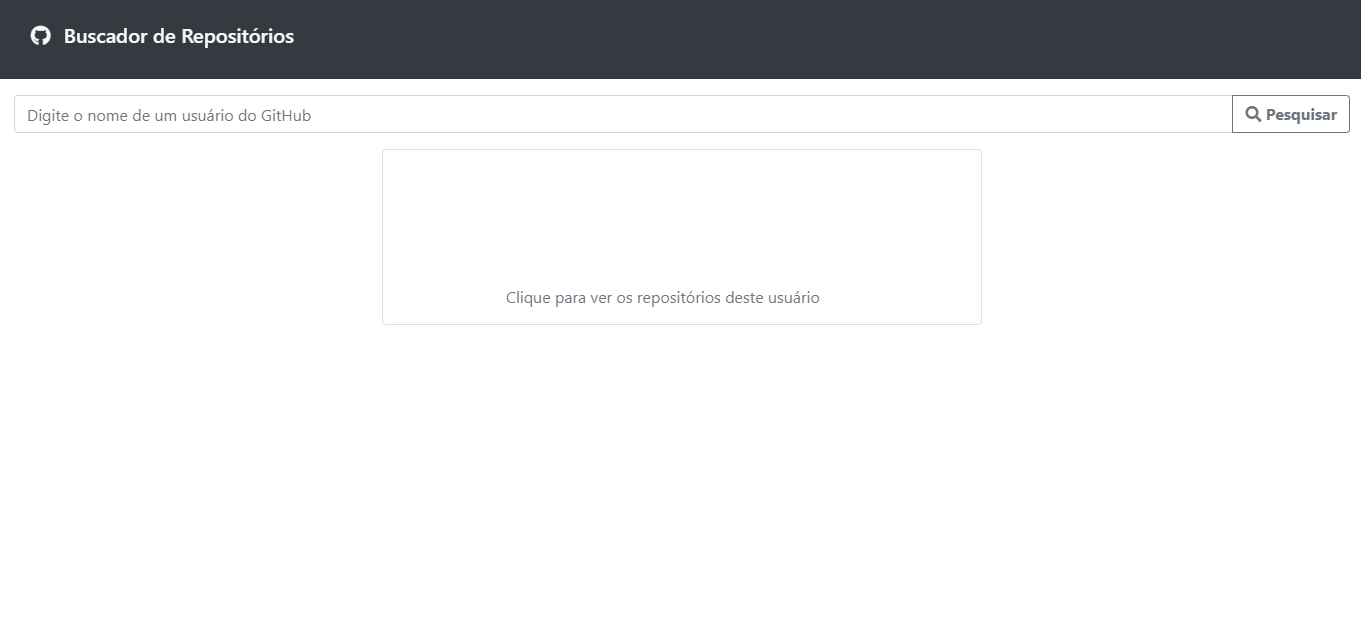 Buscador de Repositórios
Digite o nome de um usuário do GitHub
Pesquisar
Clique para ver os repositórios deste usuário